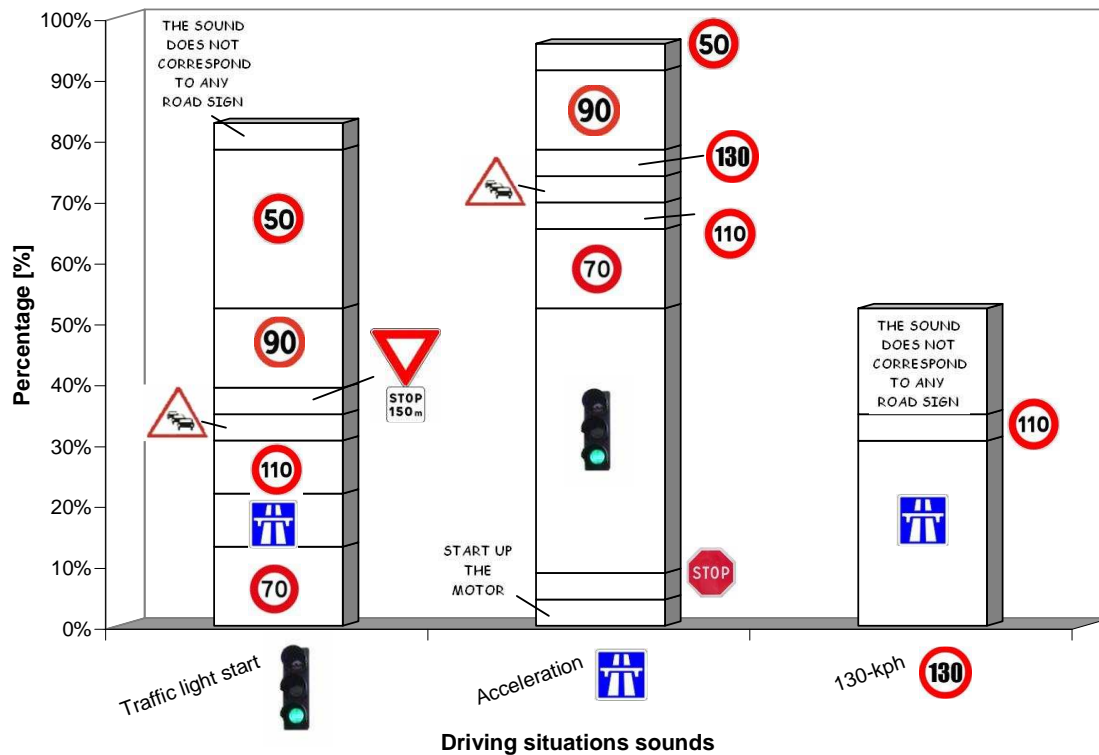 100%
90%
80%
70%
60%
50%
40%
30%
20%
10%
0%
Percentage [%]
THE SOUND
DOES NOT
CORRESPOND
TO ANY
ROAD SIGN
50
90
STOP
150m
110
70
50
90
130
110
70
START UP
THE
MOTOR
STOP
THE SOUND
DOES NOT
CORRESPOND
TO ANY
ROAD SIGN
110
Traffic light start
Acceleration
130-kph
130
Driving situations sounds